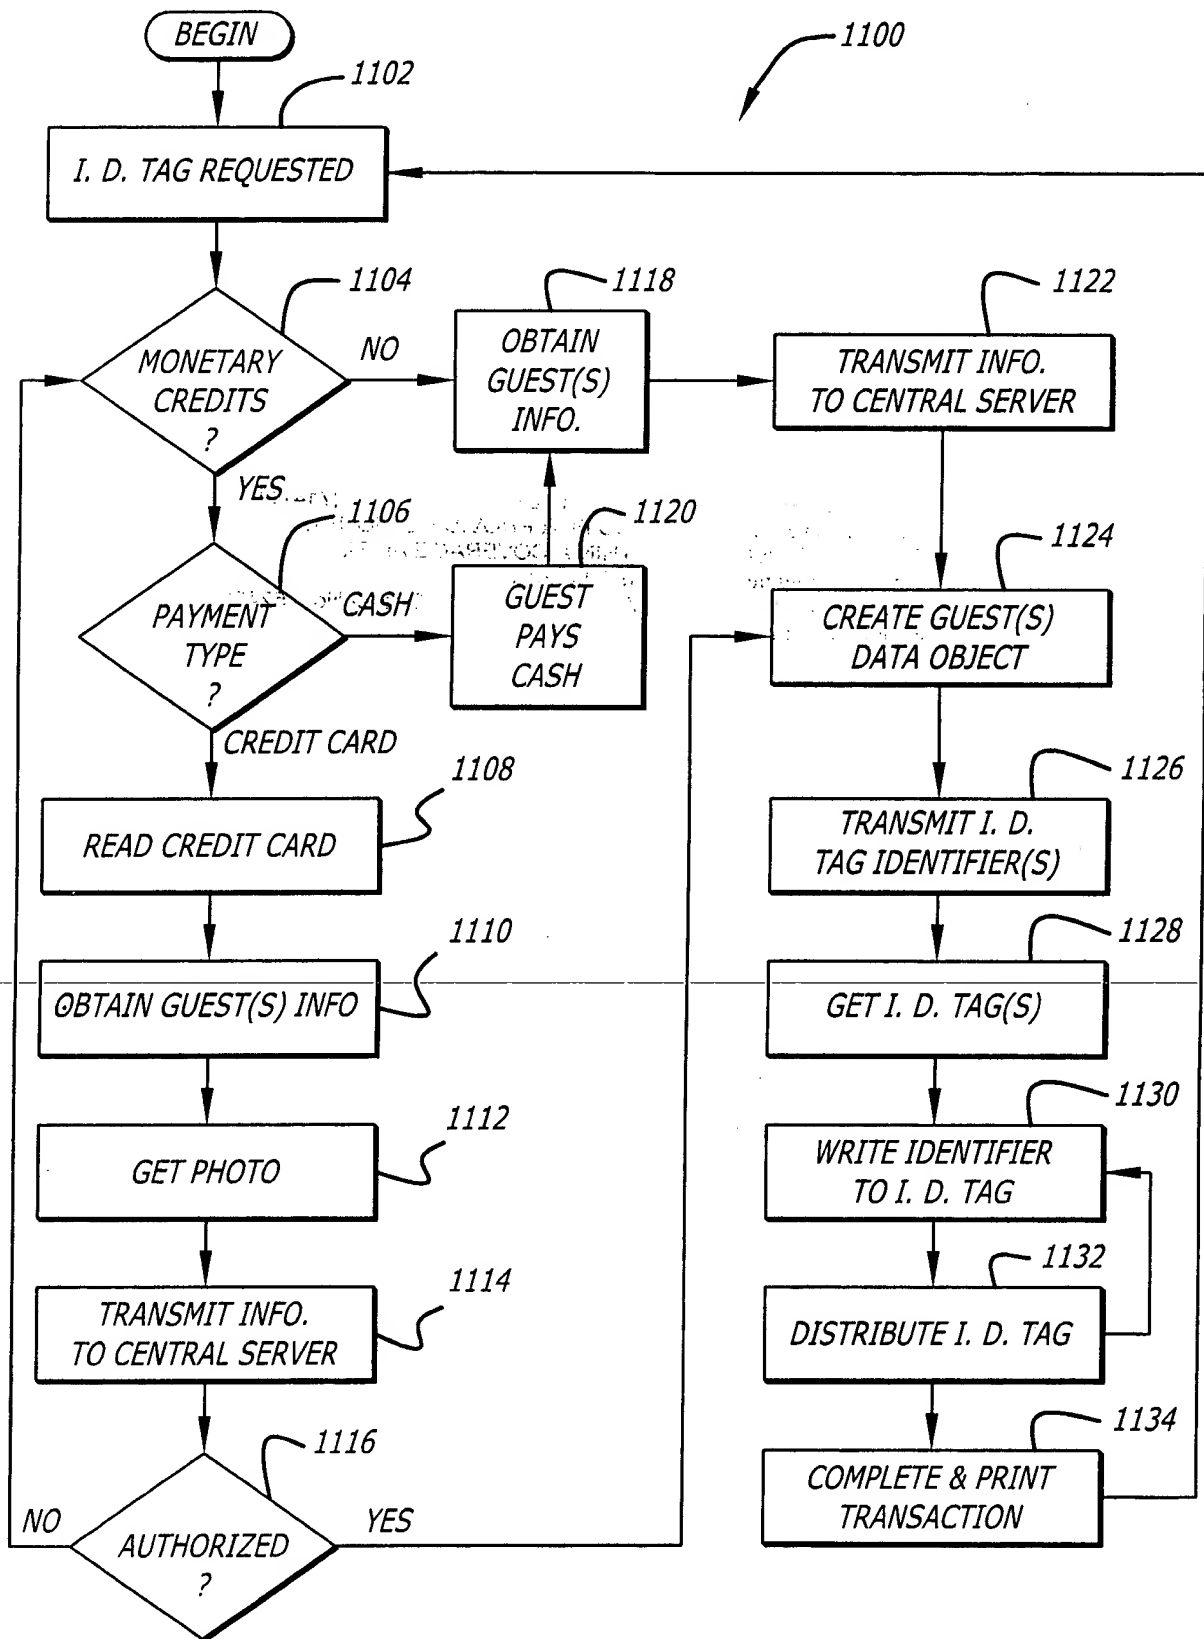 BEGIN
1100
1102
I. D. TAG REQUESTED
1104
MONETARY
CREDITS
?
NO
YES
1118
OBTAIN
GUEST(S)
INFO.
1122
TRANSMIT INFO.
TO CENTRAL SERVER
1106
PAYMENT
TYPE
?
CASH
CREDIT CARD
1120
GUEST
PAYS
CASH
1124
CREATE GUEST(S)
DATA OBJECT
1108
READ CREDIT CARD
1126
TRANSMIT I. D.
TAG IDENTIFIER(S)
1110
OBTAIN GUEST(S) INFO
1128
GET I. D. TAG(S)
1112
GET PHOTO
1130
WRITE IDENTIFIER
TO I. D. TAG
1114
TRANSMIT INFO.
TO CENTRAL SERVER
1132
DISTRIBUTE I. D. TAG
1116
AUTHORIZED
?
NO
YES
1134
COMPLETE & PRINT
TRANSACTION